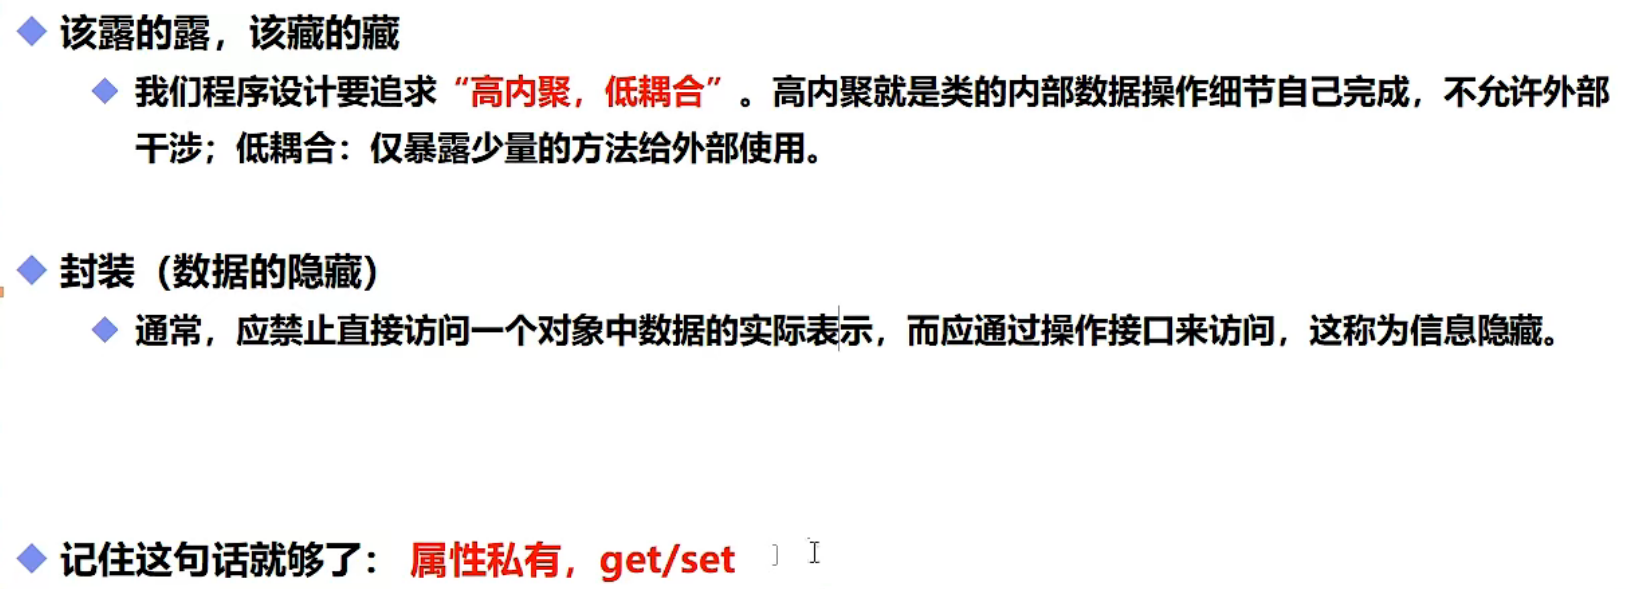 该露的露，该藏的藏
我们程序设计要追求“高内聚，低耦合”。高内聚就是类的内部数据操作细节自己完成，不允许外部
干涉；低耦合：仅暴露少量的方法给外部使用。
封装（数据的隐藏）
通常，应禁止直接访问一个对象中数据的实际表示，而应通过操作接口来访问，这称为信息隐藏。
记住这句话就够了：属性私有，get/set